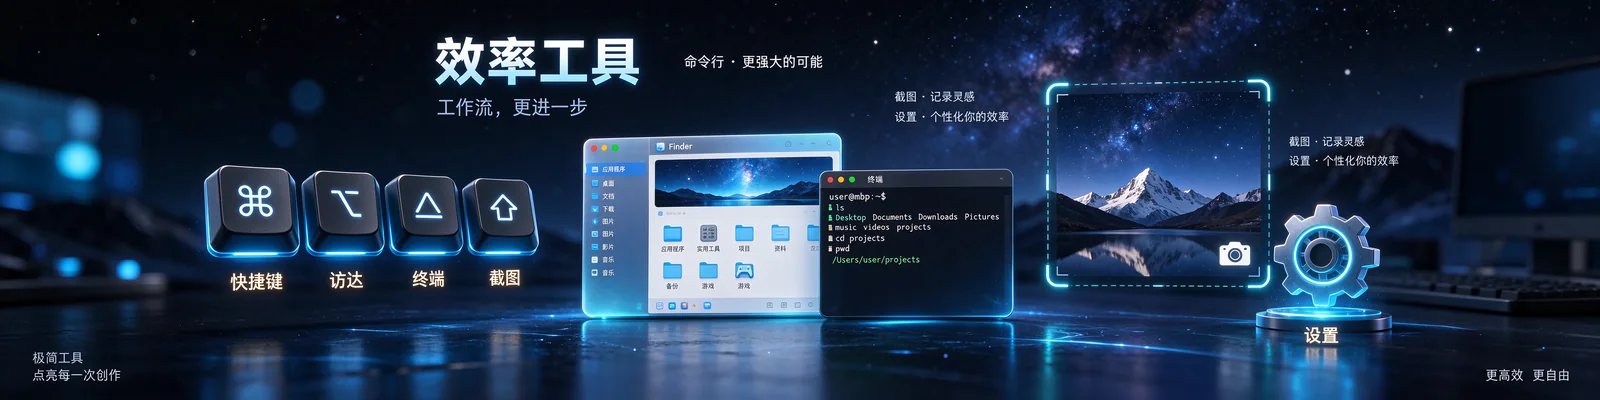 效率工具
工作流，更进一步
命令行 · 更强大的可能
截图 · 记录灵感
设置 · 个性化你的效率
截图 · 记录灵感
设置 · 个性化你的效率
快捷键
访达
终端
截图
Finder
应用程序
桌面
文档
下载
图片
图片
影片
音乐
音乐
应用程序
实用工具
项目
资料
备份
游戏
游戏
终端
user@mbp:~$
ls
Desktop Documents Downloads Pictures
music videos projects
cd projects
pwd
/Users/user/projects
设置
极简工具
点亮每一次创作
更高效 更自由